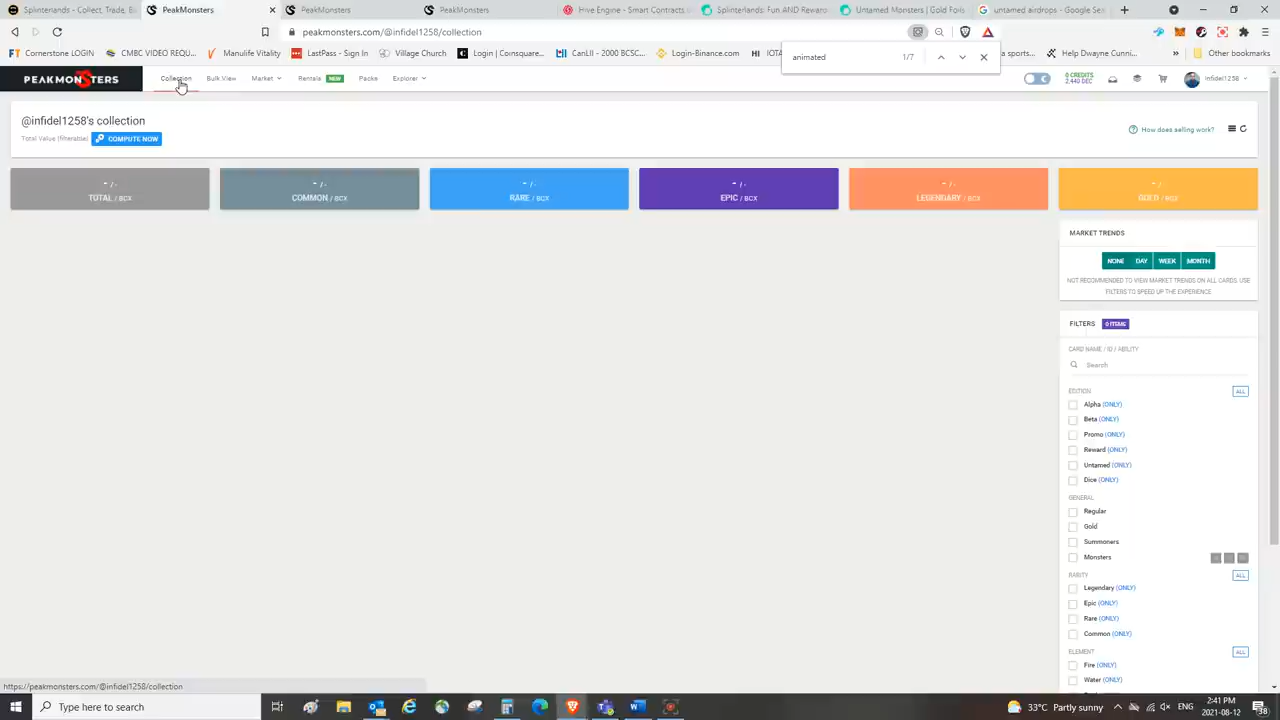 Splinterlands - Collect, Trade, B
PeakMonsters
PeakMonsters
PeakMonsters
Hive Engine - Smart Contracts o
Splinterlands: Fun AND Reward
Untamed | Gold Foils
untamed airdrops - Google Sear
peakmonsters.com/@infidel1258/collection
Cornerstone LOGIN
CMBC VIDEO REQU...
LastPass - Sign In
Village Church
Login | Coinsquare...
CanLII - 2000 BCSC...
Login-Binance.com
Help Dwayne Cunni...
Other bookmarks
animated
1/7
PEAKMONSTERS
Collection
Bulk View
Market
Rentals
NEW
Packs
Explorer
0 CREDITS
2,440 DEC
infidel1258
@infidel1258's collection
Total Value (filterable)
COMPUTE NOW
How does selling work?
- / -
TOTAL / BCX
- / -
COMMON / BCX
- / -
RARE / BCX
- / -
EPIC / BCX
- / -
LEGENDARY / BCX
- / -
GOLD / BCX
MARKET TRENDS
NONE
DAY
WEEK
MONTH
NOT RECOMMENDED TO VIEW MARKET TRENDS ON ALL CARDS. USE
FILTERS TO SPEED UP THE EXPERIENCE.
FILTERS
0 ITEMS
CARD NAME / ID / ABILITY
Search
EDITION
ALL
Alpha (ONLY)
Beta (ONLY)
Promo (ONLY)
Reward (ONLY)
Untamed (ONLY)
Dice (ONLY)
GENERAL
Regular
Gold
Summoners
Monsters
RARITY
ALL
Legendary (ONLY)
Epic (ONLY)
Rare (ONLY)
Common (ONLY)
ELEMENT
ALL
Fire (ONLY)
Water (ONLY)
https://peakmonsters.com/@infidel1258/collection
Type here to search
33°C Partly sunny
ENG
2:41 PM
2021-08-12
38